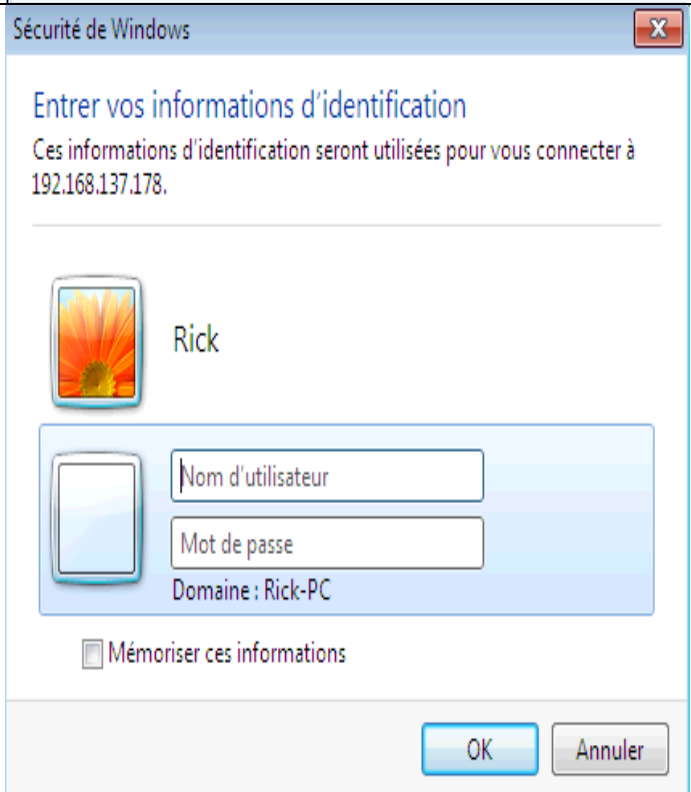 Sécurité de Windows
Entrer vos informations d'identification
Ces informations d'identification seront utilisées pour vous connecter à
192.168.137.178.
Rick
Nom d'utilisateur
Mot de passe
Domaine : Rick-PC
Mémoriser ces informations
OK Annuler